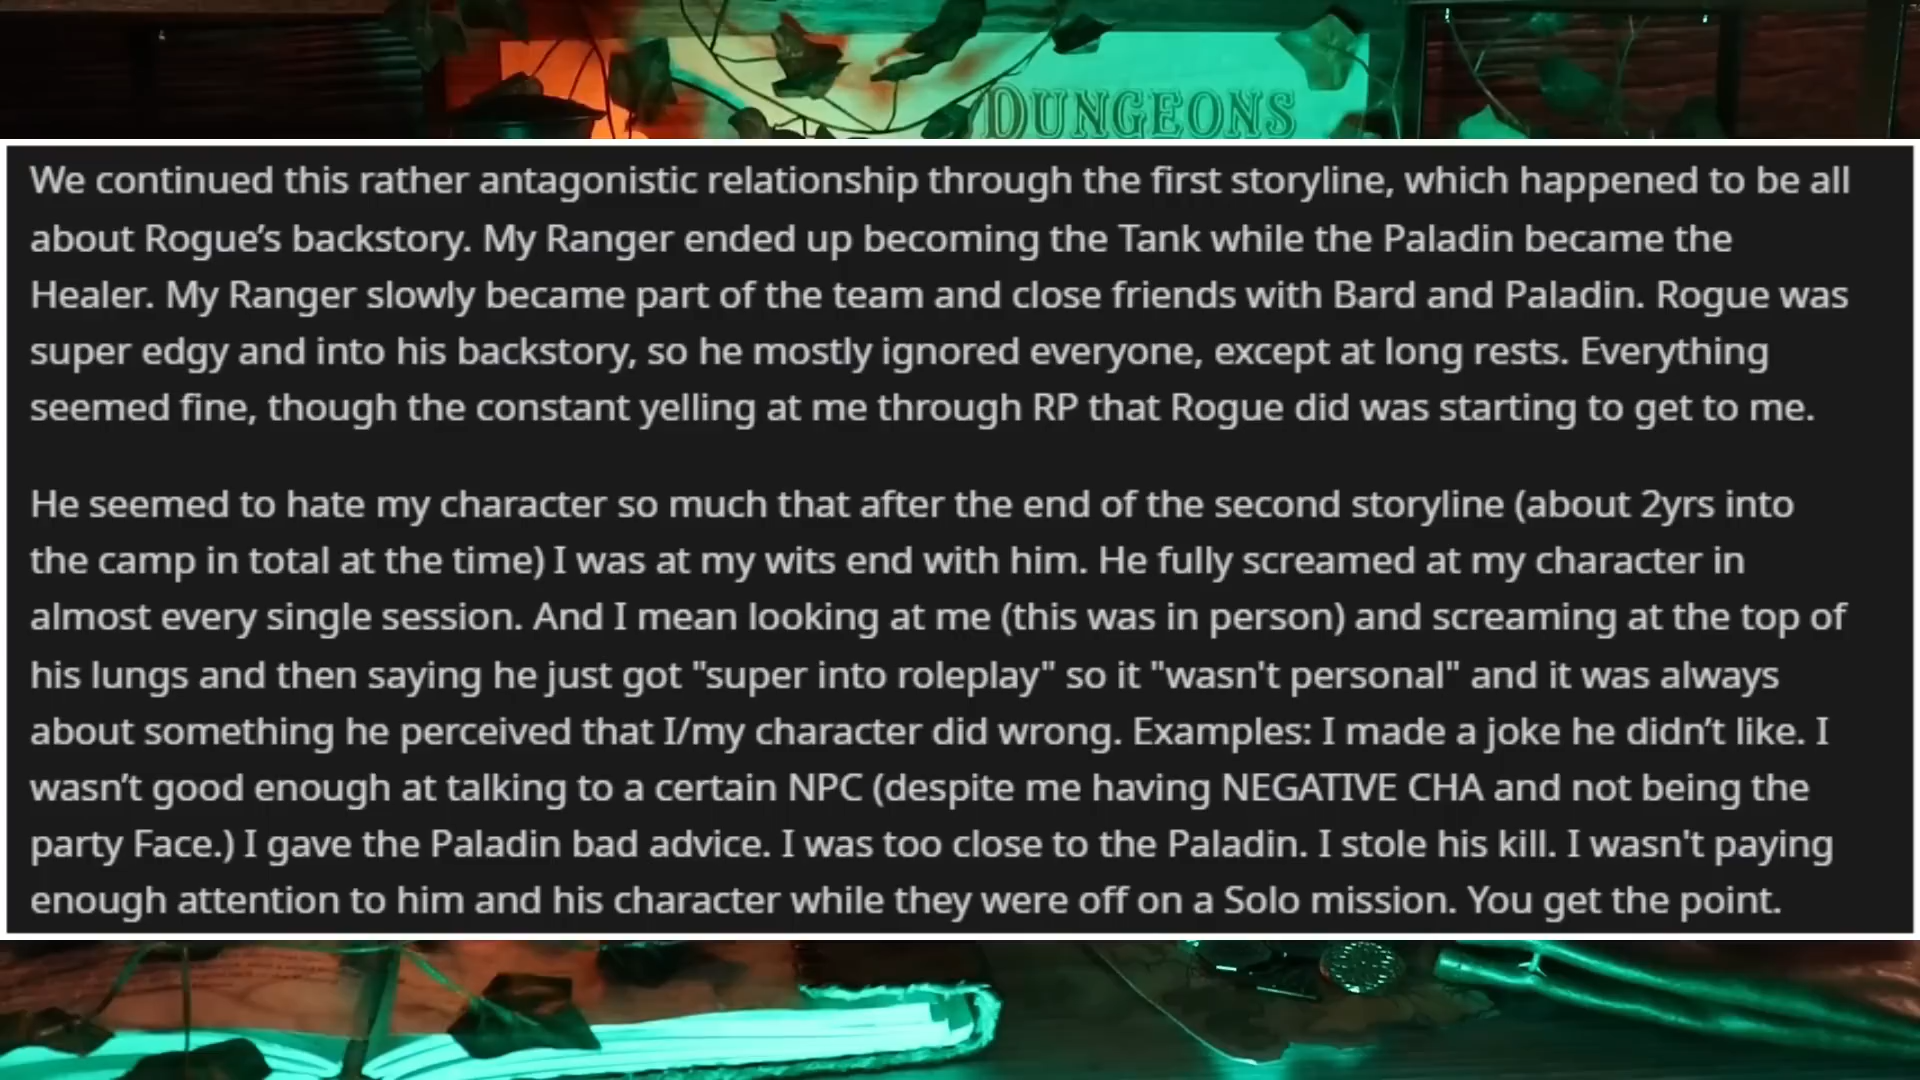 DUNGEONS
We continued this rather antagonistic relationship through the first storyline, which happened to be all
about Rogue’s backstory. My Ranger ended up becoming the Tank while the Paladin became the
Healer. My Ranger slowly became part of the team and close friends with Bard and Paladin. Rogue was
super edgy and into his backstory, so he mostly ignored everyone, except at long rests. Everything
seemed fine, though the constant yelling at me through RP that Rogue did was starting to get to me.
He seemed to hate my character so much that after the end of the second storyline (about 2yrs into
the camp in total at the time) I was at my wits end with him. He fully screamed at my character in
almost every single session. And I mean looking at me (this was in person) and screaming at the top of
his lungs and then saying he just got "super into roleplay" so it "wasn't personal" and it was always
about something he perceived that I/my character did wrong. Examples: I made a joke he didn’t like. I
wasn’t good enough at talking to a certain NPC (despite me having NEGATIVE CHA and not being the
party Face.) I gave the Paladin bad advice. I was too close to the Paladin. I stole his kill. I wasn't paying
enough attention to him and his character while they were off on a Solo mission. You get the point.